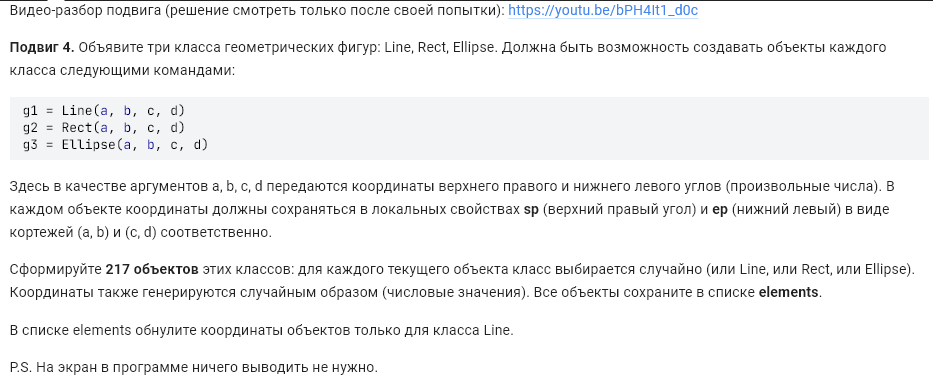 Видео-разбор подвига (решение смотреть только после своей попытки): https://youtu.be/bPH4It1_d0c
Подвиг 4. Объявите три класса геометрических фигур: Line, Rect, Ellipse. Должна быть возможность создавать объекты каждого
класса следующими командами:
g1 = Line(a, b, c, d)
g2 = Rect(a, b, c, d)
g3 = Ellipse(a, b, c, d)
Здесь в качестве аргументов a, b, c, d передаются координаты верхнего правого и нижнего левого углов (произвольные числа). В
каждом объекте координаты должны сохраняться в локальных свойствах sp (верхний правый угол) и ep (нижний левый) в виде
кортежей (a, b) и (c, d) соответственно.
Сформируйте 217 объектов этих классов: для каждого текущего объекта класс выбирается случайно (или Line, или Rect, или Ellipse).
Координаты также генерируются случайным образом (числовые значения). Все объекты сохраните в списке elements.
В списке elements обнулите координаты объектов только для класса Line.
P.S. На экран в программе ничего выводить не нужно.